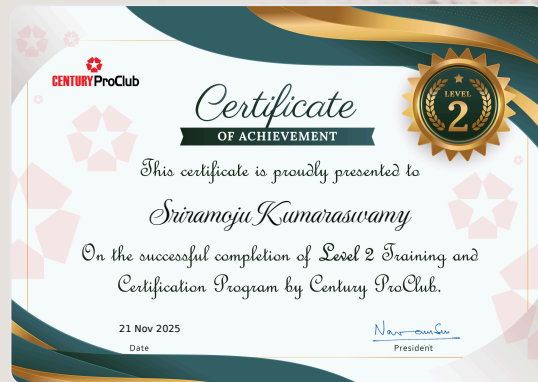 CENTURY ProClub
Certificate
OF ACHIEVEMENT
LEVEL
2
This certificate is proudly presented to
Sriramoju Kumaraswamy
On the successful completion of Level 2 Training and
Certification Program by Century ProClub.
21 Nov 2025
Date
President